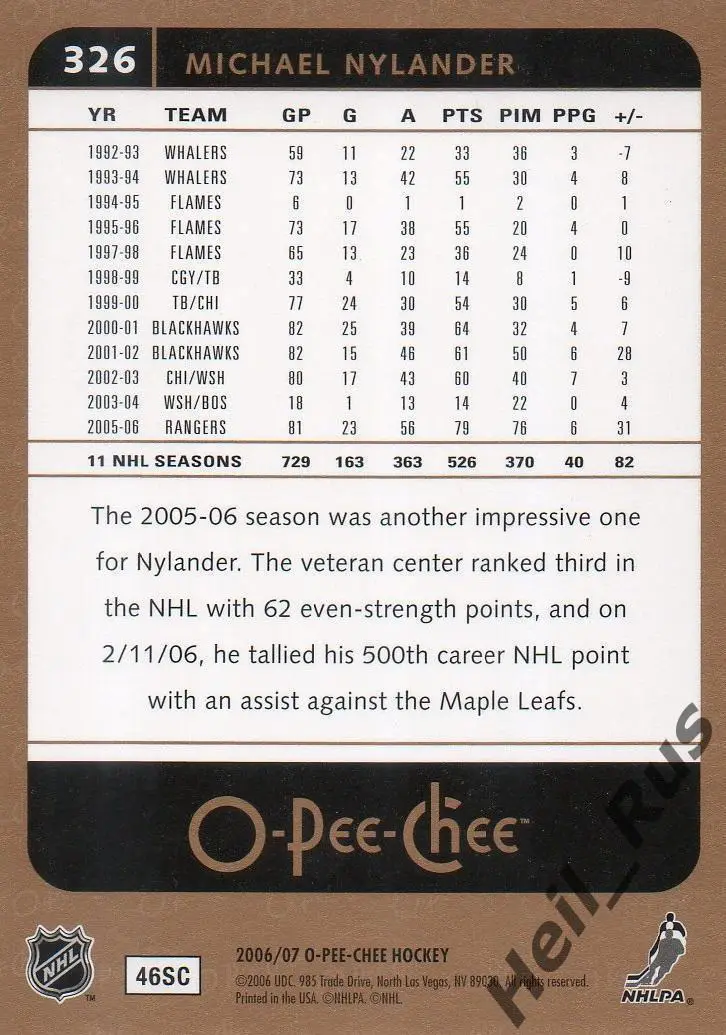 326 MICHAEL NYLANDER
YR TEAM GP G A PTS PIM PPG +/-
1992-93 WHALERS 59 11 22 33 36 3 -7
1993-94 WHALERS 73 13 42 55 30 4 8
1994-95 FLAMES 6 0 1 1 2 0 1
1995-96 FLAMES 73 17 38 55 20 4 0
1997-98 FLAMES 65 13 23 36 24 0 10
1998-99 CGY/TB 33 4 10 14 8 1 -9
1999-00 TB/CHI 77 24 30 54 30 5 6
2000-01 BLACKHAWKS 82 25 39 64 32 4 7
2001-02 BLACKHAWKS 82 15 46 61 50 6 28
2002-03 CHI/WSH 80 17 43 60 40 7 3
2003-04 WSH/BOS 18 1 13 14 22 0 4
2005-06 RANGERS 81 23 56 79 76 6 31
11 NHL SEASONS 729 163 363 526 370 40 82
The 2005-06 season was another impressive one
for Nylander. The veteran center ranked third in
the NHL with 62 even-strength points, and on
2/11/06, he tallied his 500th career NHL point
with an assist against the Maple Leafs.
O-Pee-Chee™
NHL™
46SC
2006/07 O-PEE-CHEE HOCKEY
©2006 UDC. 985 Trade Drive, North Las Vegas, NV 89030. All rights reserved.
Printed in the USA. ©NHLPA. ©NHL.
NHLPA™
Heil_Rus